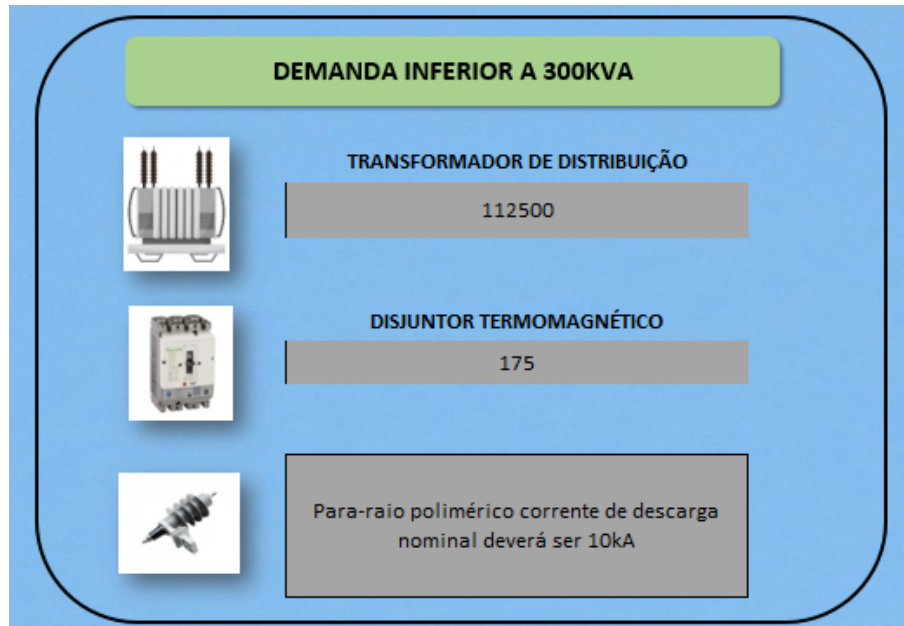 DEMANDA INFERIOR A 300KVA
TRANSFORMADOR DE DISTRIBUIÇÃO
112500
DISJUNTOR TERMOMAGNÉTICO
175
Para-raio polimérico corrente de descarga
nominal deverá ser 10kA